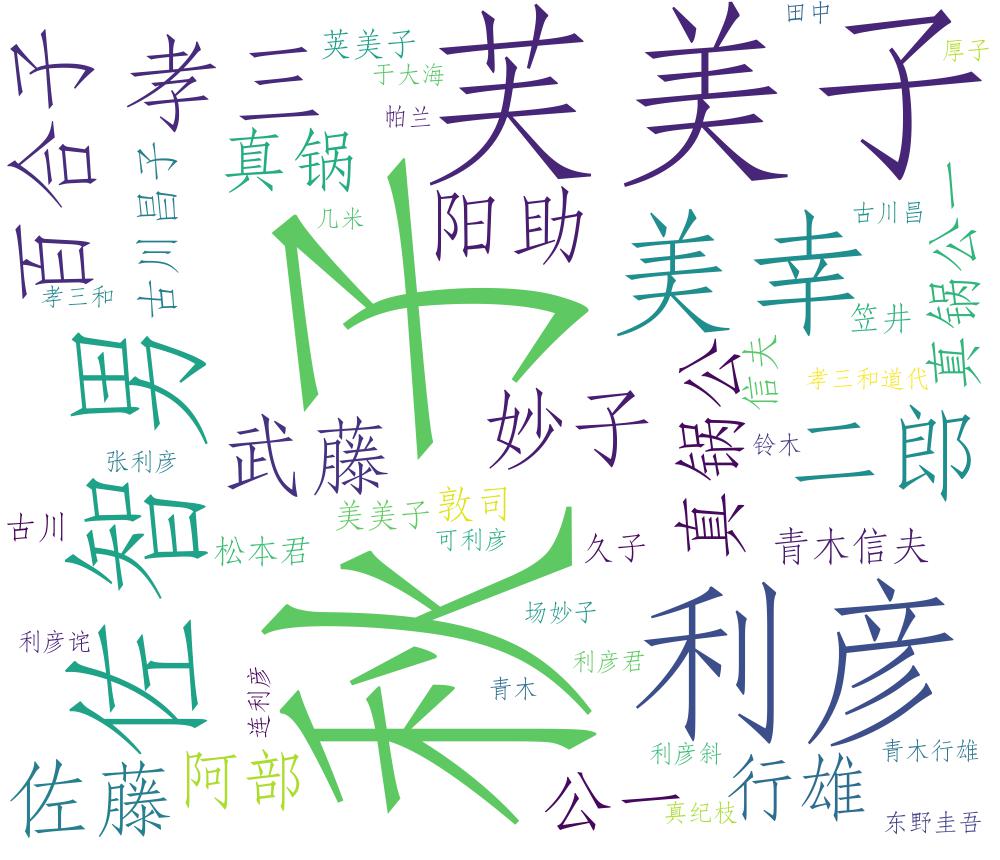 田中
百合子
孝三
芙美子
荚美子
厚子
于大海
帕兰
真锅
古川昌子
阳助
几米
秋子
美幸
古川昌
真锅公一
孝三和
笠井
佐智男
真锅公
信夫
孝三和道代
妙子
武藤
二郎
铃木
张利彦
美美子
敦司
古川
松本君
可利彦
久子
青木信夫
利彦
场妙子
利彦诧
利彦君
连利彦
青木
利彦斜
青木行雄
佐藤
阿部
行雄
公一
真纪枝
东野圭吾